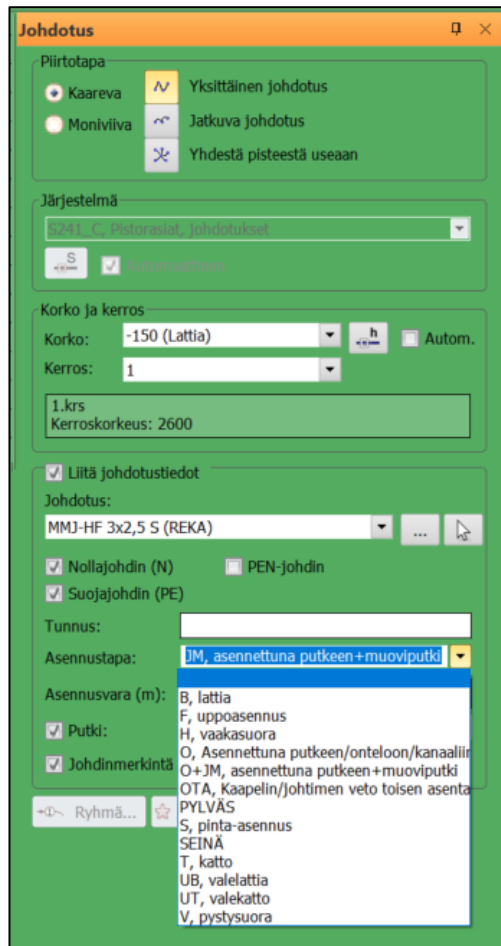 Johdotus
Piirtotapa
Kaareva
Yksittäinen johdotus
Moniviiva
Jatkuva johdotus
Yhdestä pisteestä useaan
Järjestelmä
S241_C, Pistorasiat, johdotukset
S
Korko ja kerros
Korko:
-150 (Lattia)
h
Autom.
Kerros:
1
1.krs
Kerroskorkeus: 2600
Liitä johdotustiedot
Johdotus:
MMJ-HF 3x2,5 S (REKA)
...
Nollajohdin (N)
PEN-johdin
Suojajohdin (PE)
Tunnus:
Asennustapa:
JM, asennettuna putkeen+muoviputki
Asennusvara (m):
B, lattia
F, uppoasennus
Putki:
H, vaakasuora
O, Asennettuna putkeen/onteloon/kanaaliin
Johdinmerkintä
O+JM, asennettuna putkeen+muoviputki
OTA, Kaapelin/johtimen veto toisen asenta
Ryhmä...
PYLVÄS
S, pinta-asennus
SEINÄ
T, katto
UB, valelattia
UT, valekatto
V, pystysuora